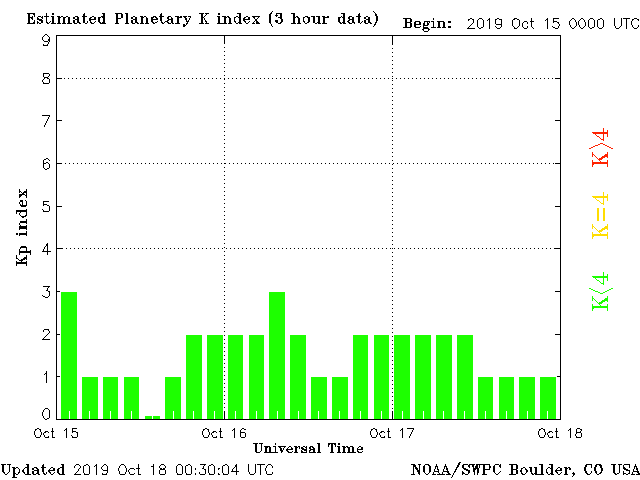 Estimated Planetary K index (3 hour data)
Begin: 2019 Oct 15 0000 UTC
9
8
7
6
5
4
3
2
1
0
Kp index
K>4
K=4
K<4
Oct 15 Oct 16 Oct 17 Oct 18
Universal Time
Updated 2019 Oct 18 00:30:04 UTC
NOAA/SWPC Boulder, CO USA